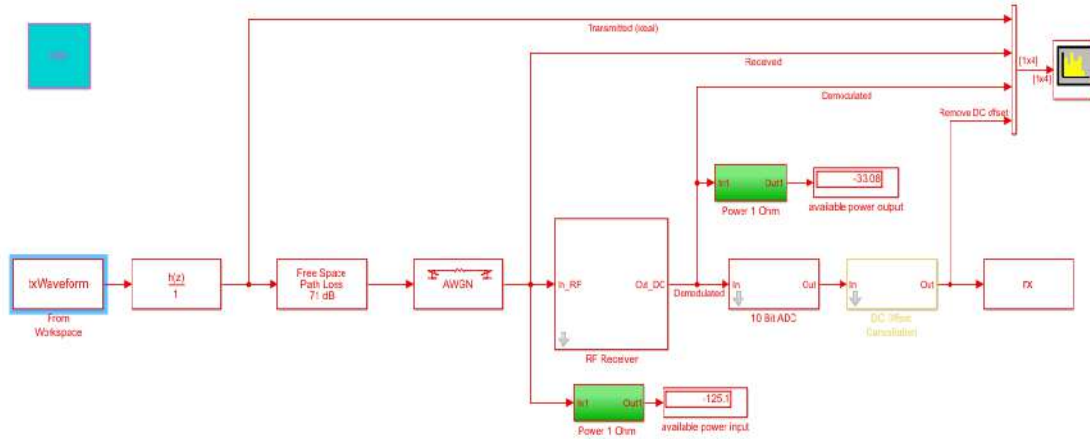 Transmitted (ideal)
Received
Demodulated
Remove DC offset
[1x4]
[1x4]
In1
Out1
-33.08
Power 1 Ohm
available power output
txWaveform
From
Workspace
h(z)
1
Free Space
Path Loss
71 dB
AWGN
In_RF
Out_DC
RF Receiver
Demodulated
In
Out
10 Bit ADC
In
Out
DC Offset
Cancellation
rx
In1
Out1
-125.1
Power 1 Ohm
available power input